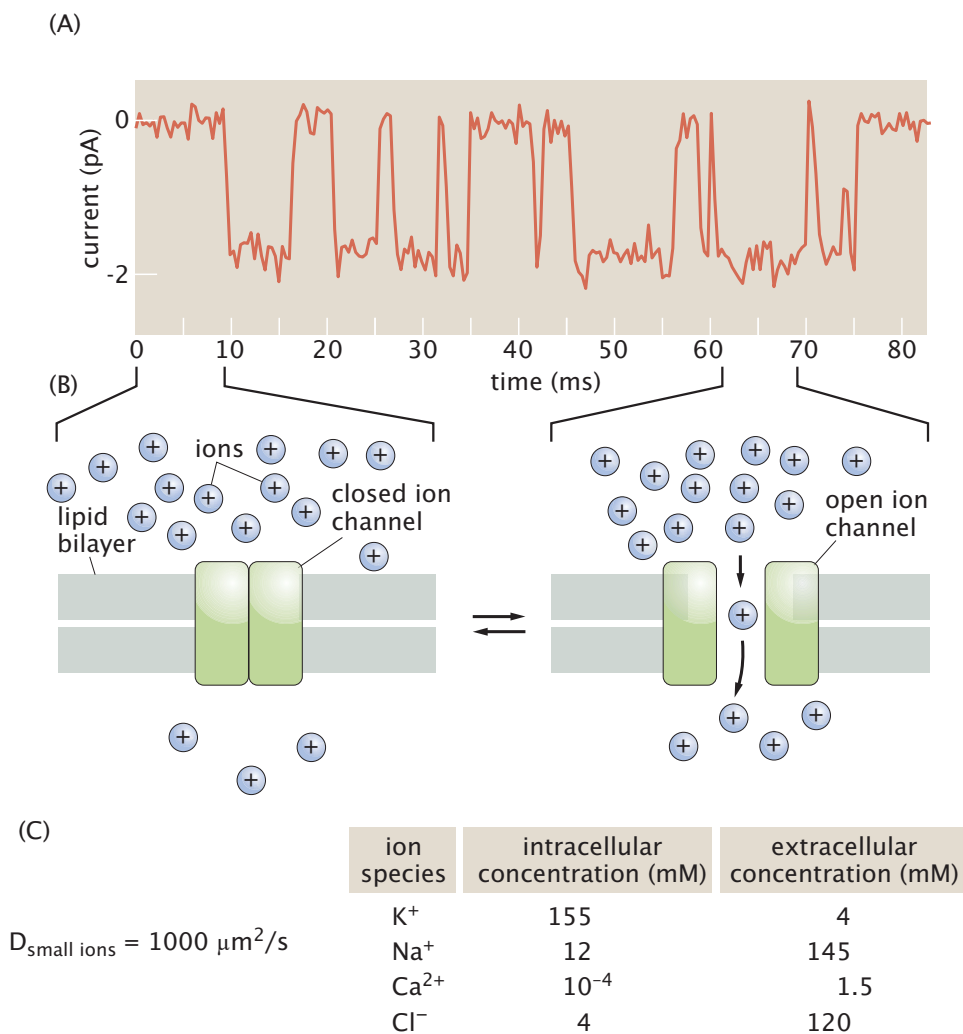 (A)
0
current (pA)
-2
0 10 20 30 40 50 60 70 80
time (ms)
(B)
ions
closed ion
channel
lipid
bilayer
open ion
channel
+ + + + + + + + + + + + + + + + +
+ + + + + + + + + + + + + + + + +
(C)
D small ions = 1000 μm²/s
ion
species
intracellular
concentration (mM)
extracellular
concentration (mM)
K⁺ 155 4
Na⁺ 12 145
Ca²⁺ 10⁻⁴ 1.5
Cl⁻ 4 120